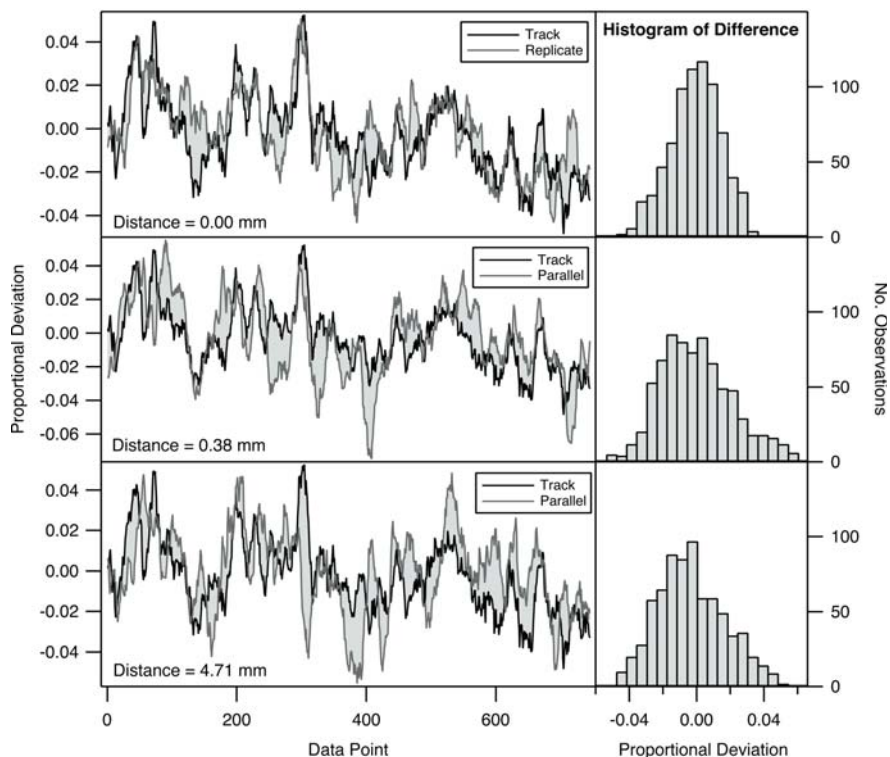 Histogram of Difference
Track
Replicate
0.04
0.02
0.00
-0.02
-0.04
Distance = 0.00 mm
100
50
0
Track
Parallel
0.04
0.02
0.00
-0.02
-0.04
-0.06
Distance = 0.38 mm
100
50
0
Track
Parallel
0.04
0.02
0.00
-0.02
-0.04
Distance = 4.71 mm
100
50
0
Proportional Deviation
No. Observations
0
200
400
600
-0.04
0.00
0.04
Data Point
Proportional Deviation